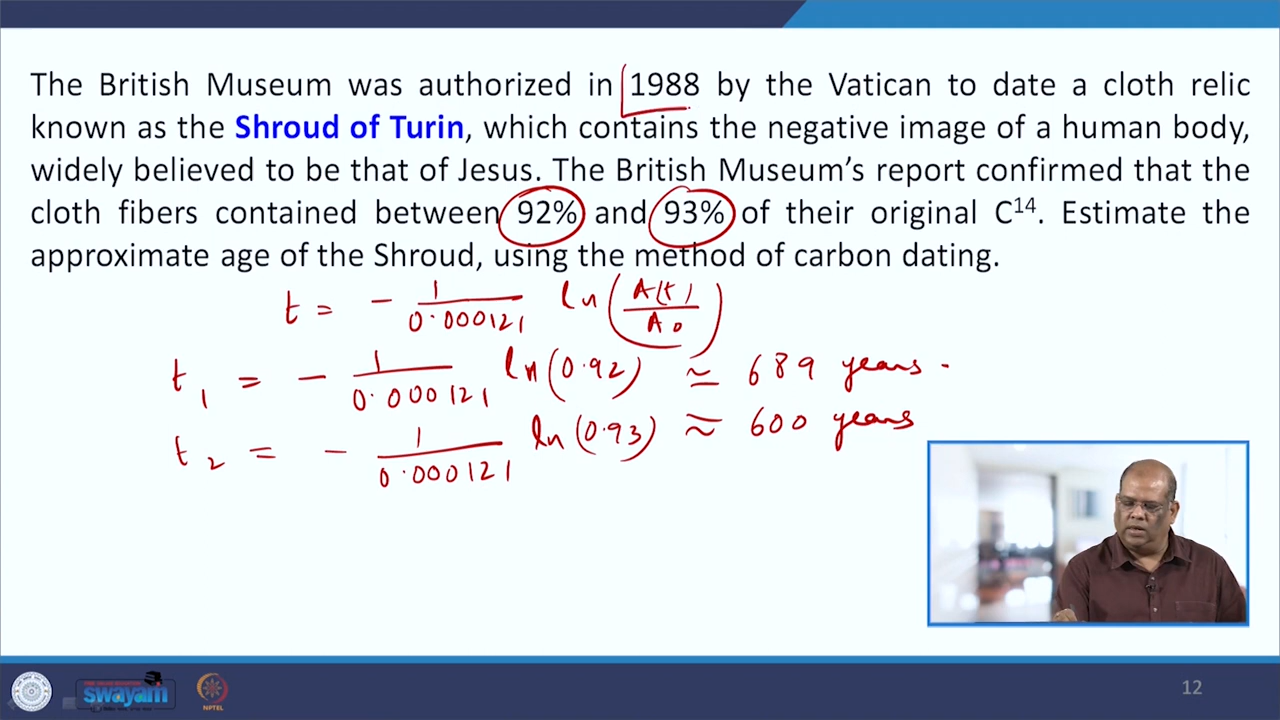 The British Museum was authorized in 1988 by the Vatican to date a cloth relic
known as the Shroud of Turin, which contains the negative image of a human body,
widely believed to be that of Jesus. The British Museum’s report confirmed that the
cloth fibers contained between 92% and 93% of their original C¹⁴. Estimate the
approximate age of the Shroud, using the method of carbon dating.
t = - 1/0.000121 ln (A(t)/A₀)
t₁ = - 1/0.000121 ln(0.92) ≃ 689 years.
t₂ = - 1/0.000121 ln(0.93) ≈ 600 years
swayam
NPTEL
12